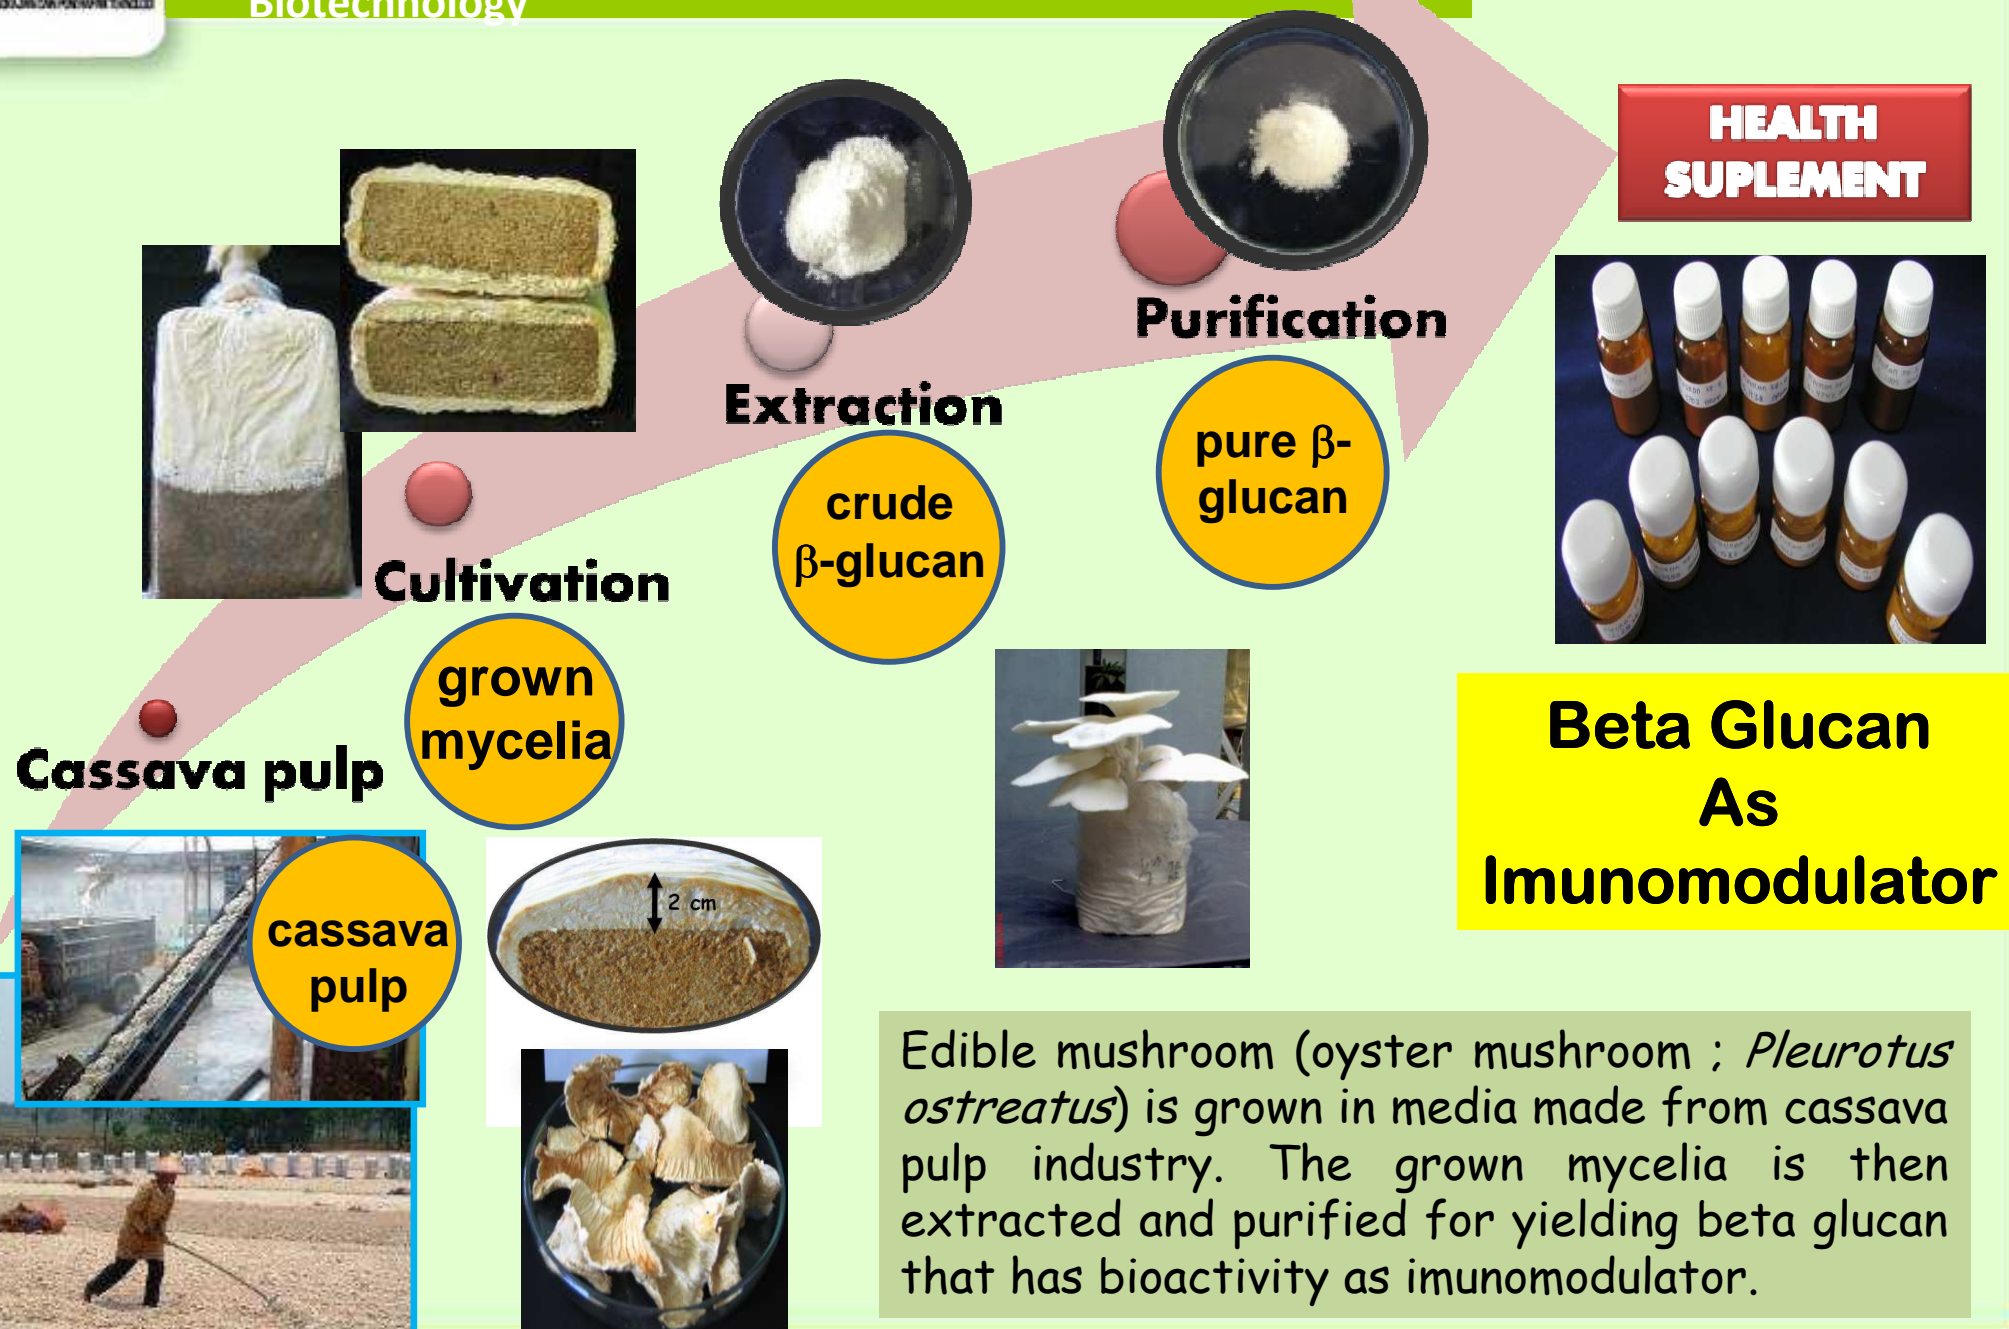 Biotechnology
HEALTH
SUPLEMENT
Purification
Extraction
pure β-
glucan
crude
β-glucan
Cultivation
grown
mycelia
Cassava pulp
cassava
pulp
2 cm
Beta Glucan
As
Imunomodulator
Edible mushroom (oyster mushroom ; Pleurotus
ostreatus) is grown in media made from cassava
pulp industry. The grown mycelia is then
extracted and purified for yielding beta glucan
that has bioactivity as imunomodulator.